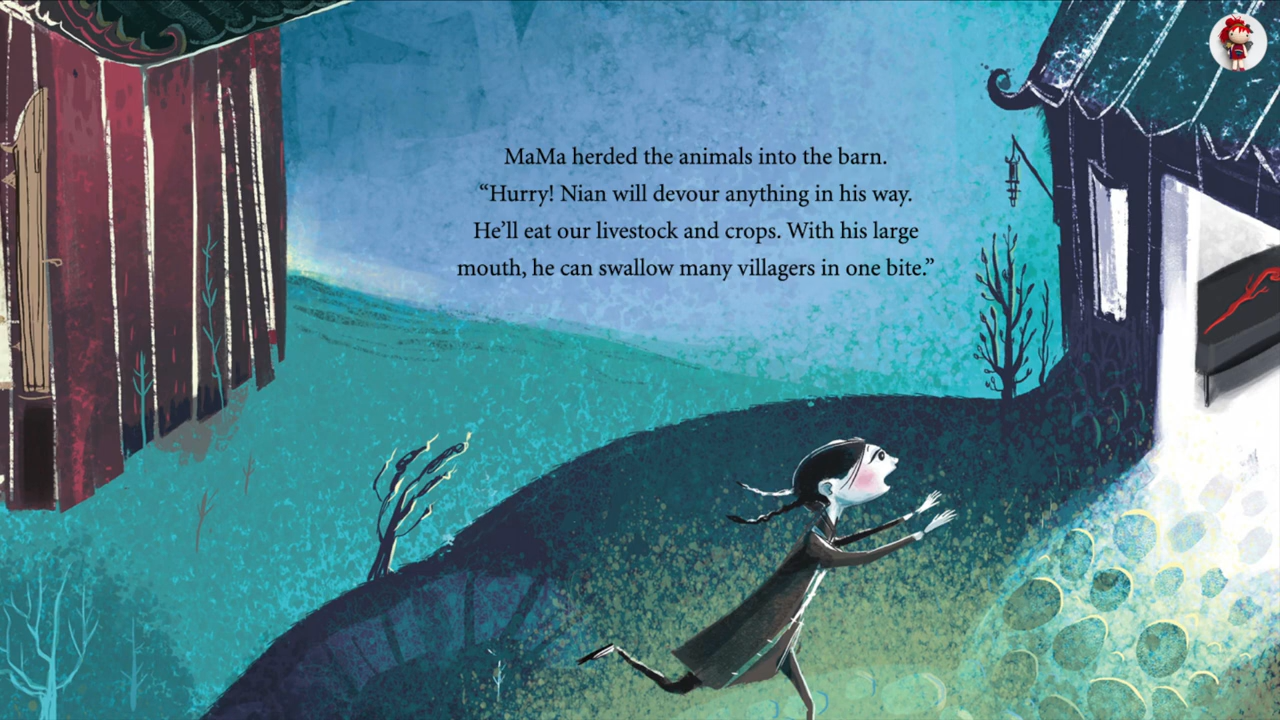 MaMa herded the animals into the barn.
“Hurry! Nian will devour anything in his way.
He’ll eat our livestock and crops. With his large
mouth, he can swallow many villagers in one bite.”